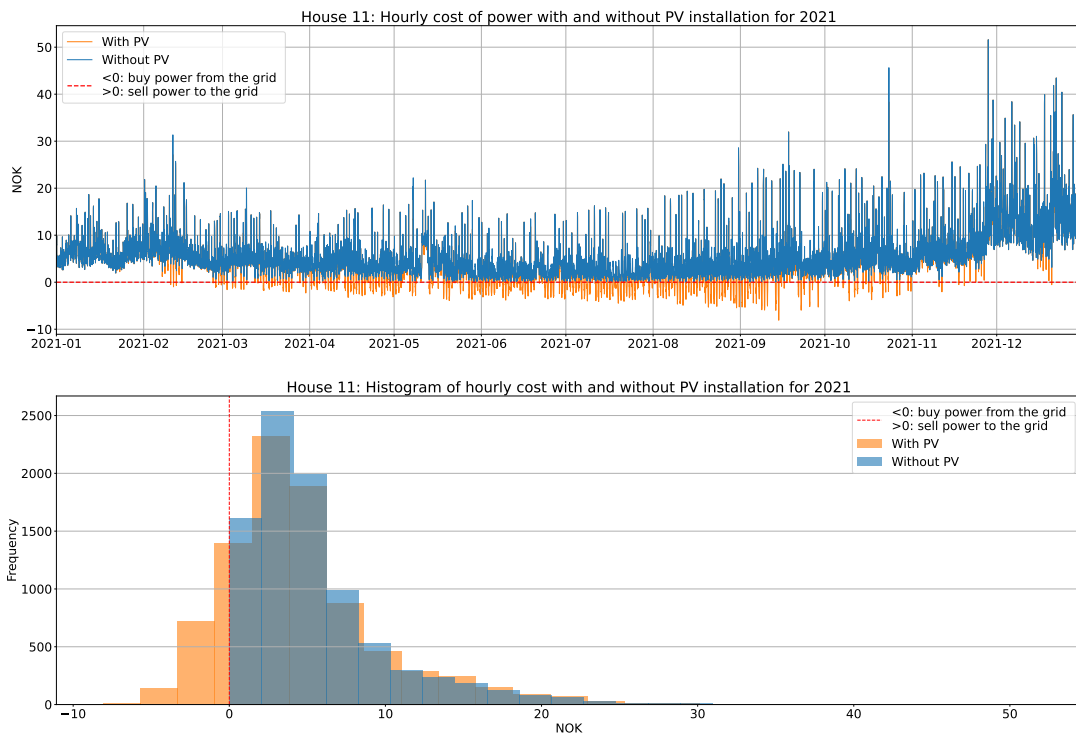 House 11: Hourly cost of power with and without PV installation for 2021
With PV
Without PV
<0: buy power from the grid
>0: sell power to the grid
NOK
50
40
30
20
10
0
−10
2021-01 2021-02 2021-03 2021-04 2021-05 2021-06 2021-07 2021-08 2021-09 2021-10 2021-11 2021-12
House 11: Histogram of hourly cost with and without PV installation for 2021
<0: buy power from the grid
>0: sell power to the grid
With PV
Without PV
Frequency
2500
2000
1500
1000
500
0
−10 0 10 20 30 40 50
NOK